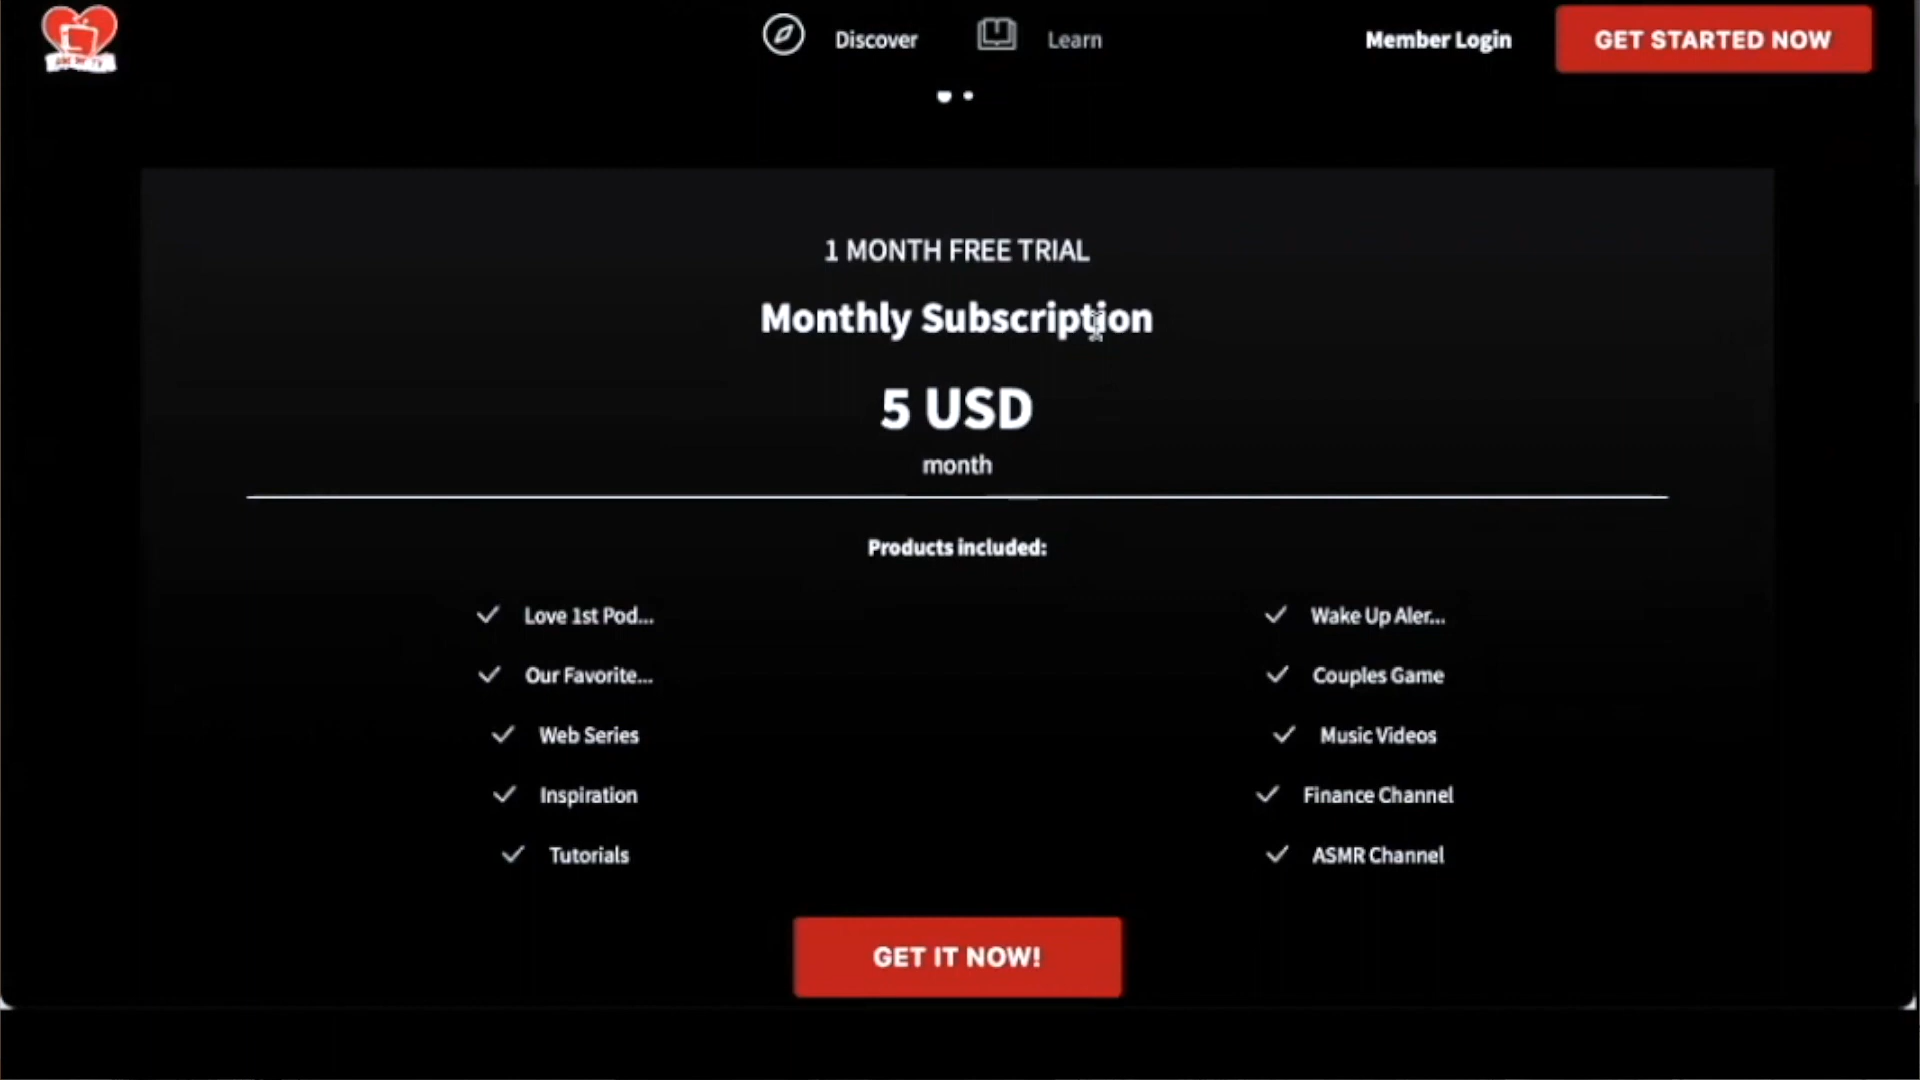 Discover
Learn
Member Login
GET STARTED NOW
1 MONTH FREE TRIAL
Monthly Subscription
5 USD
month
Products included:
Love 1st Pod...
Wake Up Aler...
Our Favorite...
Couples Game
Web Series
Music Videos
Inspiration
Finance Channel
Tutorials
ASMR Channel
GET IT NOW!